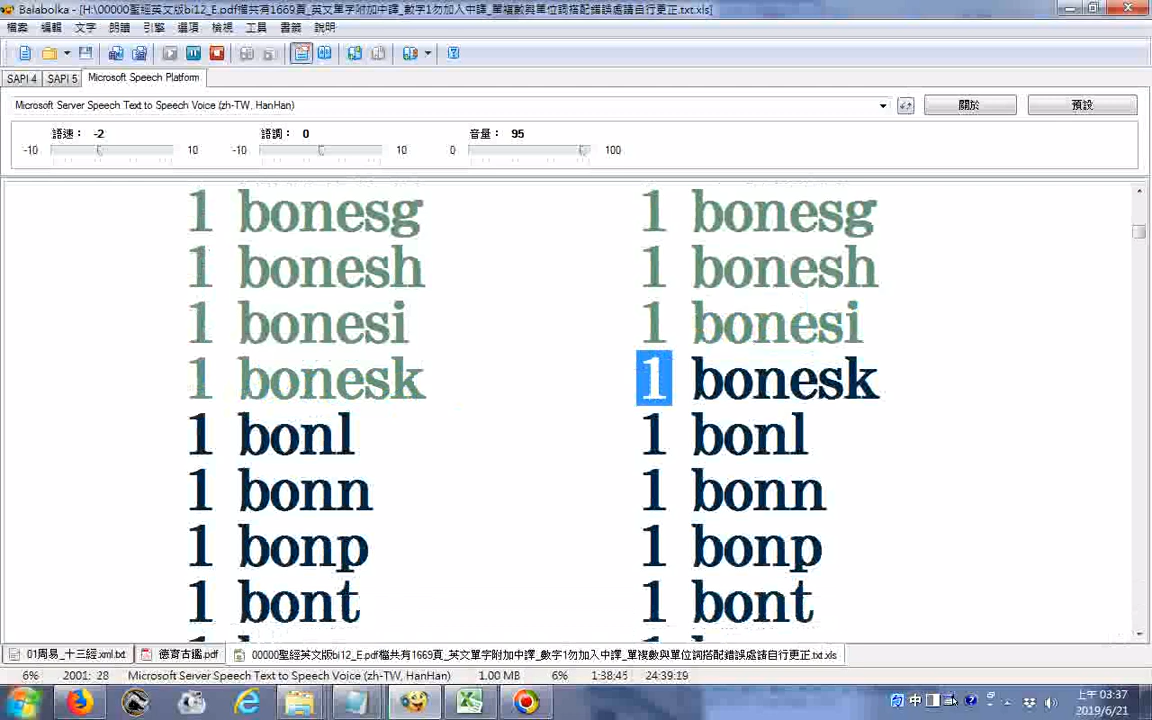 Balabolka - [H:\00000聖經英文版bi12_E.pdf檔共有1669頁_英文單字附加中譯_數字1勿加入中譯_單複數與單位詞搭配錯誤處請自行更正.txt.xls]
檔案 編輯 文字 朗讀 引擎 選項 檢視 工具 書籤 說明
SAPI 4 SAPI 5 Microsoft Speech Platform
Microsoft Server Speech Text to Speech Voice (zh-TW, HanHan) 關於 預設
語速： -2 語調： 0 音量： 95
-10 10 -10 10 0 100
1 bonesg 1 bonesg
1 bonesh 1 bonesh
1 bonesi 1 bonesi
1 bonesk 1 bonesk
1 bonl 1 bonl
1 bonn 1 bonn
1 bonp 1 bonp
1 bont 1 bont
01周易_十三經.xml.txt 德育古鑑.pdf 00000聖經英文版bi12_E.pdf檔共有1669頁_英文單字附加中譯_數字1勿加入中譯_單複數與單位詞搭配錯誤處請自行更正.txt.xls
6% 2001: 28 Microsoft Server Speech Text to Speech Voice (zh-TW, HanHan) 1.00 MB 6% 1:38:45 24:39:19
中 上午 03:37
2019/6/21